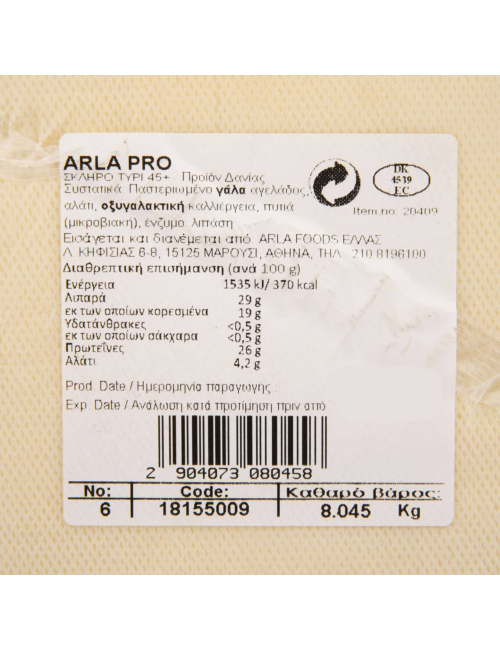 ARLA PRO
ΣΚΛΗΡΟ ΤΥΡΙ 45+ Προϊόν Δανίας
Συστατικά: Παστεριωμένο γάλα αγελάδος,
αλάτι, οξυγαλακτική καλλιέργεια, πυτιά
(μικροβιακή), ένζυμο λιπάση
DK
4539
EC
Item.no: 20409
Εισάγεται και διανέμεται από ARLA FOODS ΕΛΛΑΣ
Λ. ΚΗΦΙΣΙΑΣ 6-8, 15125 ΜΑΡΟΥΣΙ, ΑΘΗΝΑ, ΤΗΛ: 210 8196100
Διαθρεπτική επισήμανση (ανά 100 g)
Ενέργεια 1535 kJ/ 370 kcal
Λιπαρά 29 g
εκ των οποίων κορεσμένα 19 g
Υδατάνθρακες <0,5 g
εκ των οποίων σάκχαρα <0,5 g
Πρωτεΐνες 26 g
Αλάτι 4,2 g
Prod. Date / Ημερομηνία παραγωγής :
Exp. Date / Ανάλωση κατά προτίμηση πριν από
2 904073 080458
No: Code: Καθαρό βάρος:
6 18155009 8.045 Kg